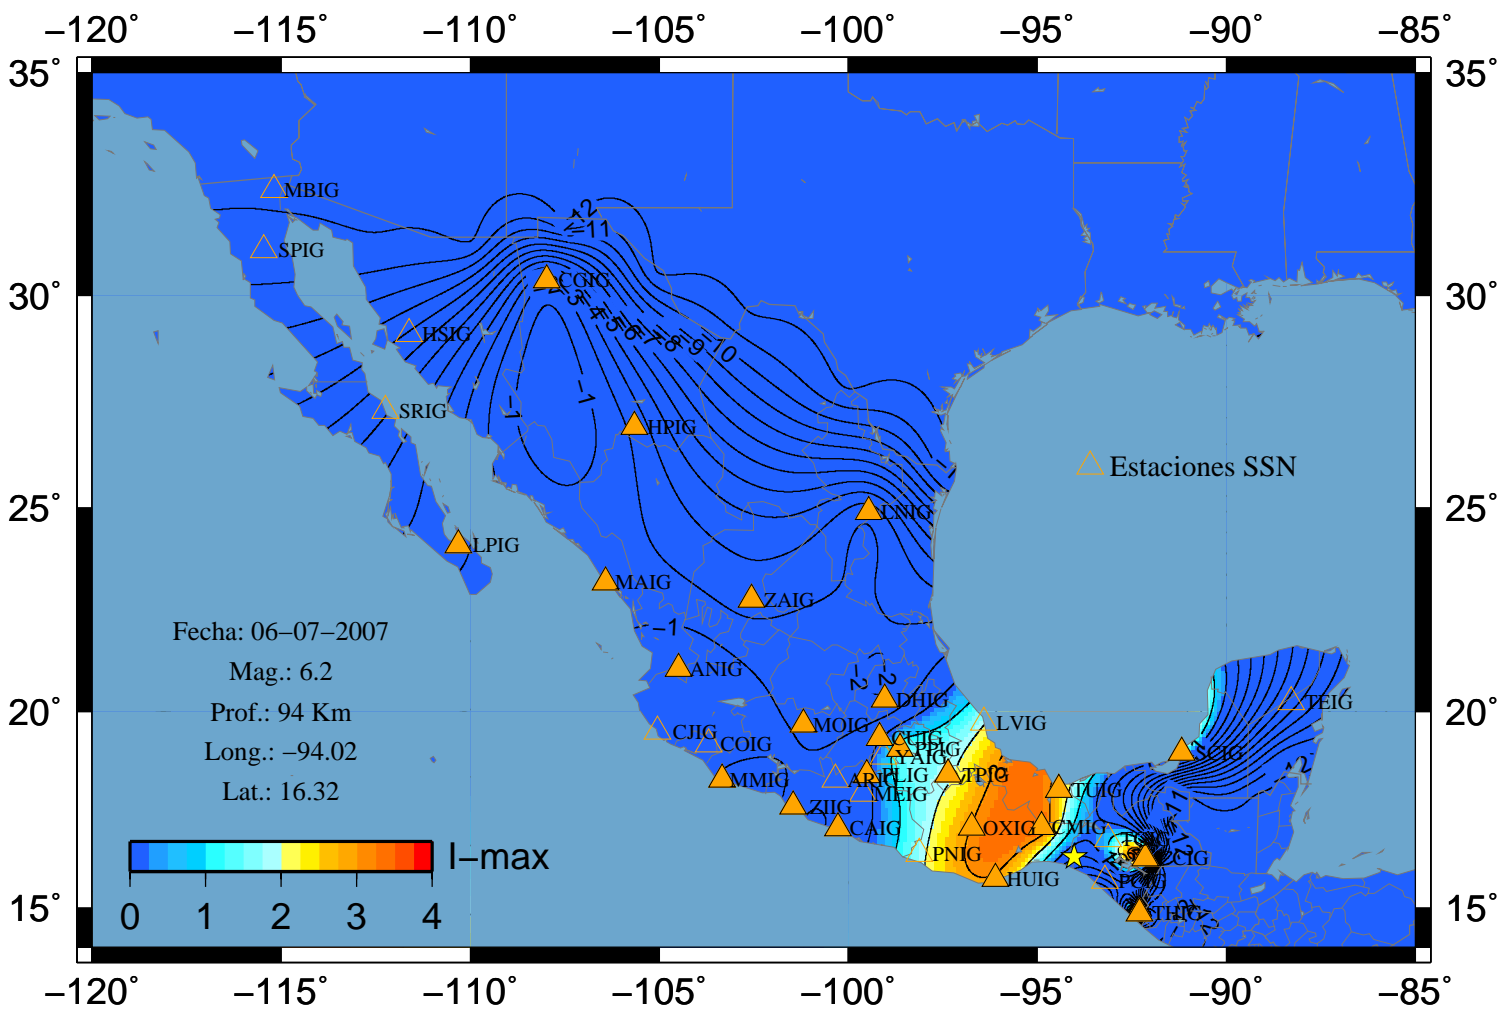 −120° −115° −110° −105° −100° −95° −90° −85°
35° 35°
MBIG
SPIG
−12
−11
30° CGIG 30°
−3
−4
−5
−6
−7
−8
−9
−10
HSIG
−1
−1
SRIG
HPIG
Estaciones SSN
25° LNIG 25°
LPIG
MAIG
ZAIG
Fecha: 06−07−2007
−1
Mag.: 6.2
ANIG
−2
−2
DHIG
TEIG
Prof.: 94 Km
20° MOIG LVIG 20°
CJIG
COIG
CUIG
PPIG
YAIG
SCIG
Long.: −94.02
MMIG
ARIG
PLIG
TPIG
3
−12
Lat.: 16.32
MEIG
TUIG
ZIIG
−11
CAIG
OXIG
CMIG
I−max
PNIG
CCIG
HUIG
PCIG
0 1 2 3 4
15° THIG 15°
−120° −115° −110° −105° −100° −95° −90° −85°